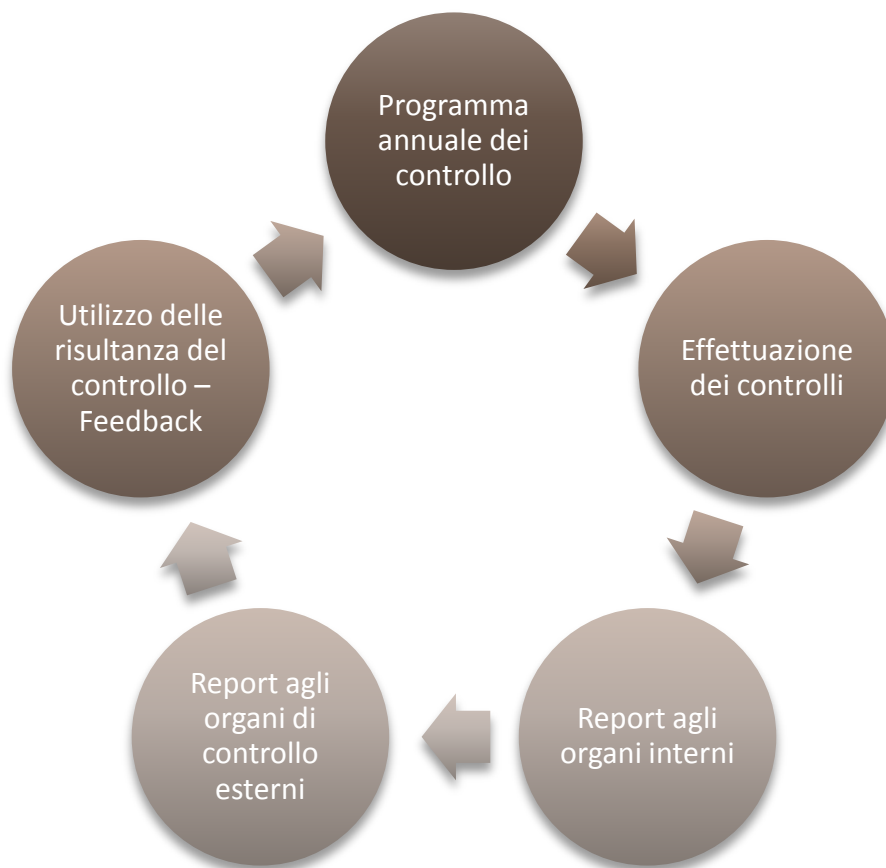 Programma
annuale dei
controllo
Effettuazione
dei controlli
Report agli
organi interni
Report agli
organi di
controllo
esterni
Utilizzo delle
risultanza del
controllo –
Feedback